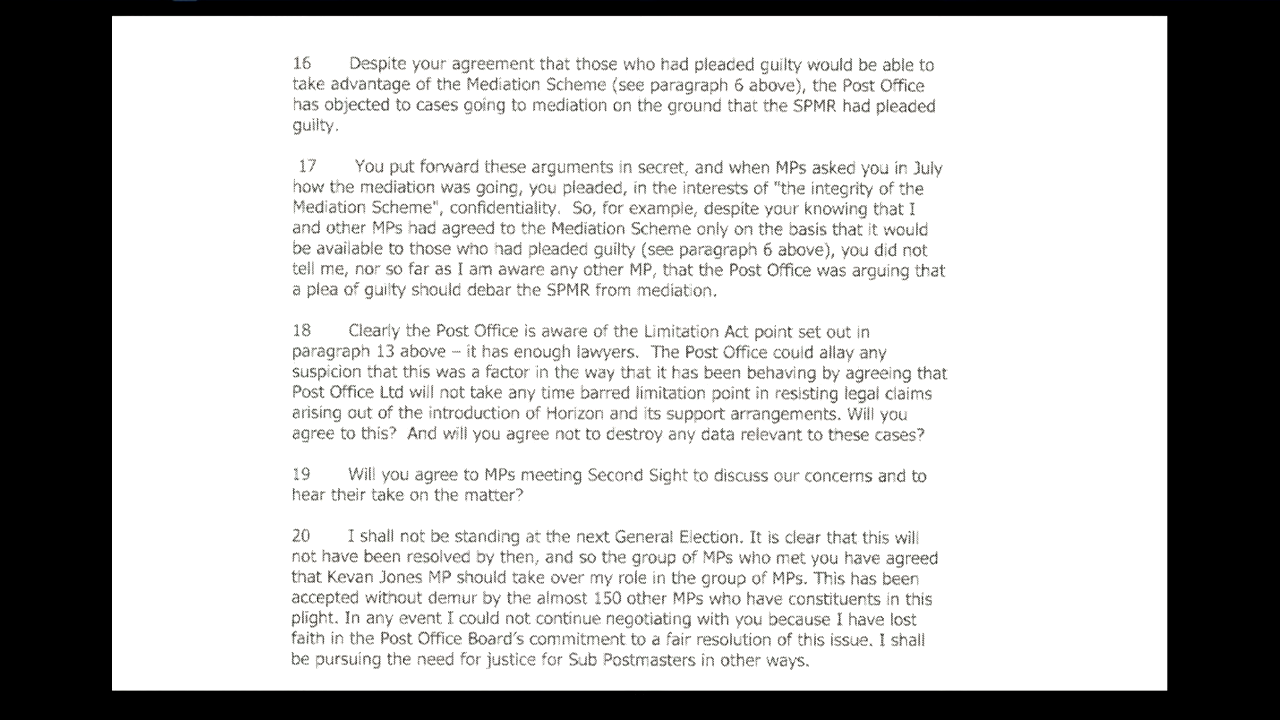 16 Despite your agreement that those who had pleaded guilty would be able to
take advantage of the Mediation Scheme (see paragraph 6 above), the Post Office
has objected to cases going to mediation on the ground that the SPMR had pleaded
guilty.
17 You put forward these arguments in secret, and when MPs asked you in July
how the mediation was going, you pleaded, in the interests of "the integrity of the
Mediation Scheme", confidentiality. So, for example, despite your knowing that I
and other MPs had agreed to the Mediation Scheme only on the basis that it would
be available to those who had pleaded guilty (see paragraph 6 above), you did not
tell me, nor so far as I am aware any other MP, that the Post Office was arguing that
a plea of guilty should debar the SPMR from mediation.
18 Clearly the Post Office is aware of the Limitation Act point set out in
paragraph 13 above – it has enough lawyers. The Post Office could allay any
suspicion that this was a factor in the way that it has been behaving by agreeing that
Post Office Ltd will not take any time barred limitation point in resisting legal claims
arising out of the introduction of Horizon and its support arrangements. Will you
agree to this? And will you agree not to destroy any data relevant to these cases?
19 Will you agree to MPs meeting Second Sight to discuss our concerns and to
hear their take on the matter?
20 I shall not be standing at the next General Election. It is clear that this will
not have been resolved by then, and so the group of MPs who met you have agreed
that Kevan Jones MP should take over my role in the group of MPs. This has been
accepted without demur by the almost 150 other MPs who have constituents in this
plight. In any event I could not continue negotiating with you because I have lost
faith in the Post Office Board's commitment to a fair resolution of this issue. I shall
be pursuing the need for justice for Sub Postmasters in other ways.